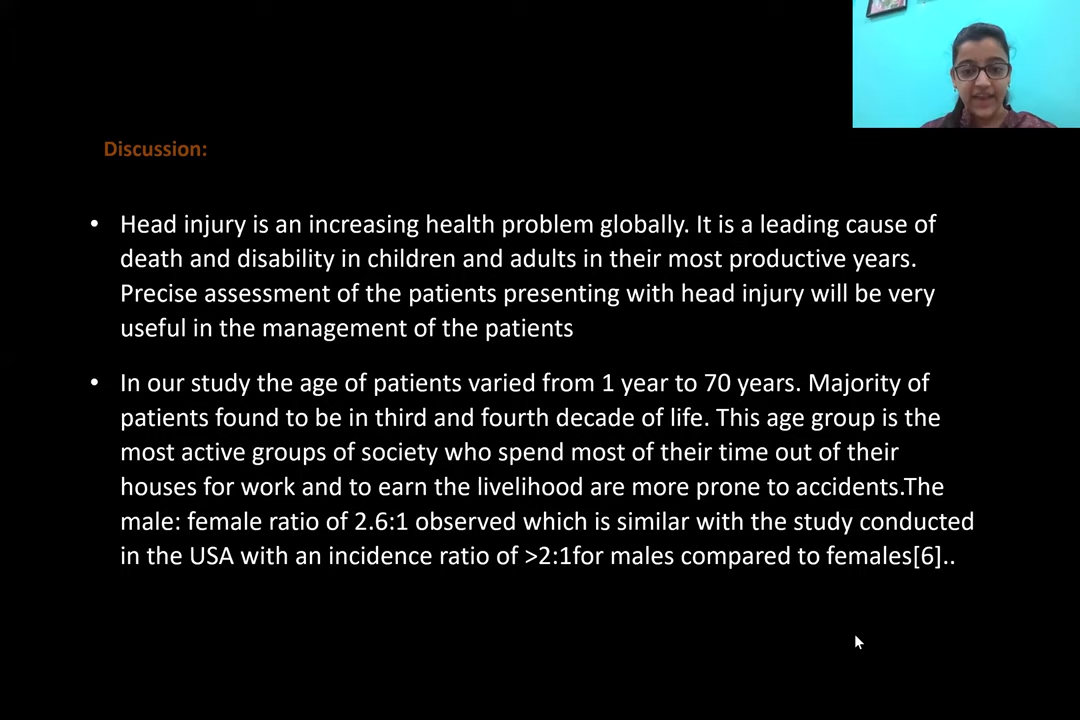 Discussion:
• Head injury is an increasing health problem globally. It is a leading cause of
death and disability in children and adults in their most productive years.
Precise assessment of the patients presenting with head injury will be very
useful in the management of the patients
• In our study the age of patients varied from 1 year to 70 years. Majority of
patients found to be in third and fourth decade of life. This age group is the
most active groups of society who spend most of their time out of their
houses for work and to earn the livelihood are more prone to accidents.The
male: female ratio of 2.6:1 observed which is similar with the study conducted
in the USA with an incidence ratio of >2:1for males compared to females[6]..